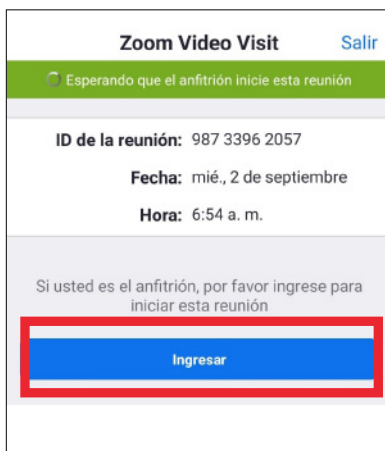 Zoom Video Visit Salir
Esperando que el anfitrión inicie esta reunión
ID de la reunión: 987 3396 2057
Fecha: mié., 2 de septiembre
Hora: 6:54 a. m.
Si usted es el anfitrión, por favor ingrese para
iniciar esta reunión
Ingresar